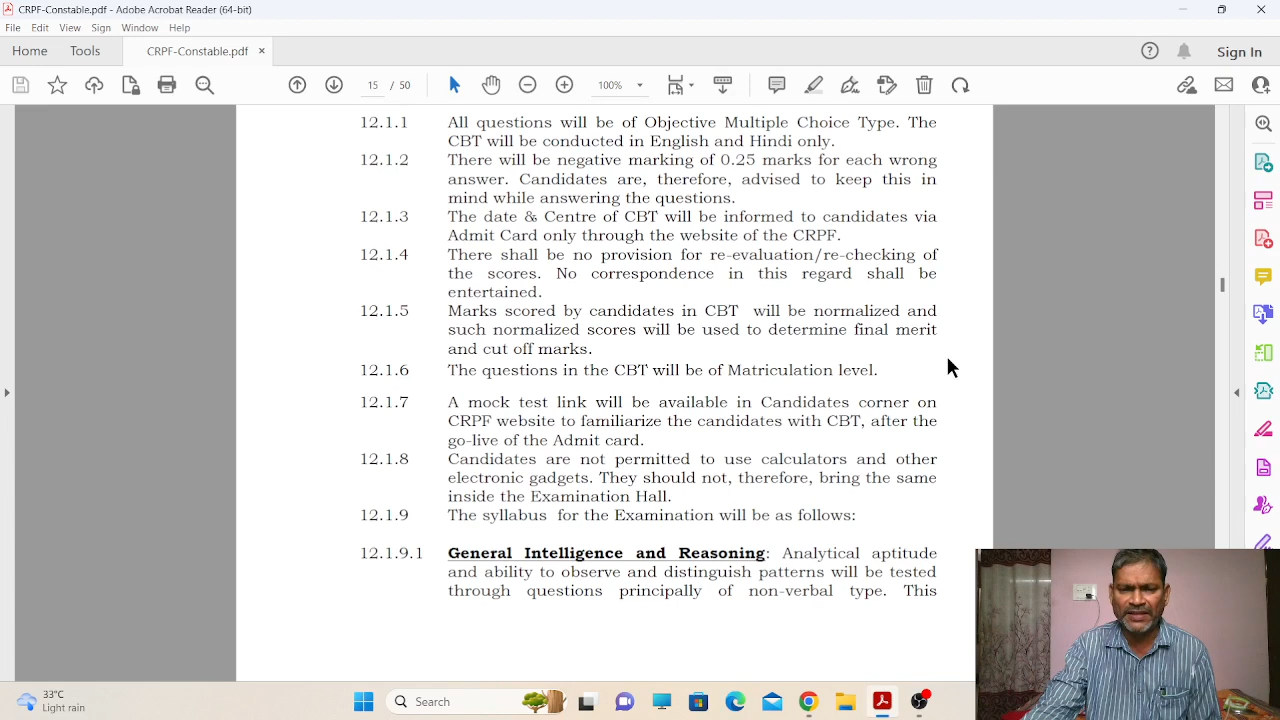 CRPF-Constable.pdf - Adobe Acrobat Reader (64-bit)
File Edit View Sign Window Help
Home Tools CRPF-Constable.pdf × Sign In
15 / 50 100%
12.1.1 All questions will be of Objective Multiple Choice Type. The
CBT will be conducted in English and Hindi only.
12.1.2 There will be negative marking of 0.25 marks for each wrong
answer. Candidates are, therefore, advised to keep this in
mind while answering the questions.
12.1.3 The date & Centre of CBT will be informed to candidates via
Admit Card only through the website of the CRPF.
12.1.4 There shall be no provision for re-evaluation/re-checking of
the scores. No correspondence in this regard shall be
entertained.
12.1.5 Marks scored by candidates in CBT will be normalized and
such normalized scores will be used to determine final merit
and cut off marks.
12.1.6 The questions in the CBT will be of Matriculation level.
12.1.7 A mock test link will be available in Candidates corner on
CRPF website to familiarize the candidates with CBT, after the
go-live of the Admit card.
12.1.8 Candidates are not permitted to use calculators and other
electronic gadgets. They should not, therefore, bring the same
inside the Examination Hall.
12.1.9 The syllabus for the Examination will be as follows:
12.1.9.1 General Intelligence and Reasoning: Analytical aptitude
and ability to observe and distinguish patterns will be tested
through questions principally of non-verbal type. This
33°C
Light rain
Search